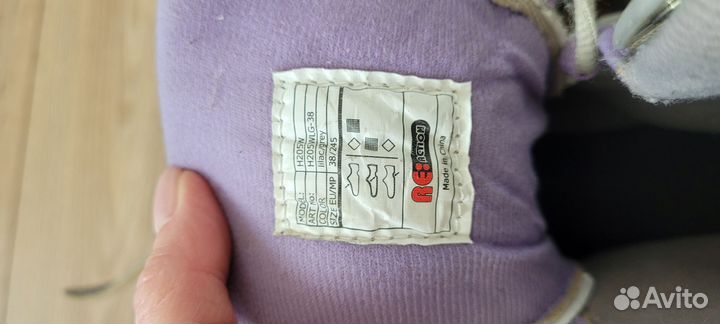 MODEL: H205W
ART no: H205WLG-38
COLOR lilac/grey
SIZE EU/MP 38/245
RE:
ACTION
Made in China
Avito